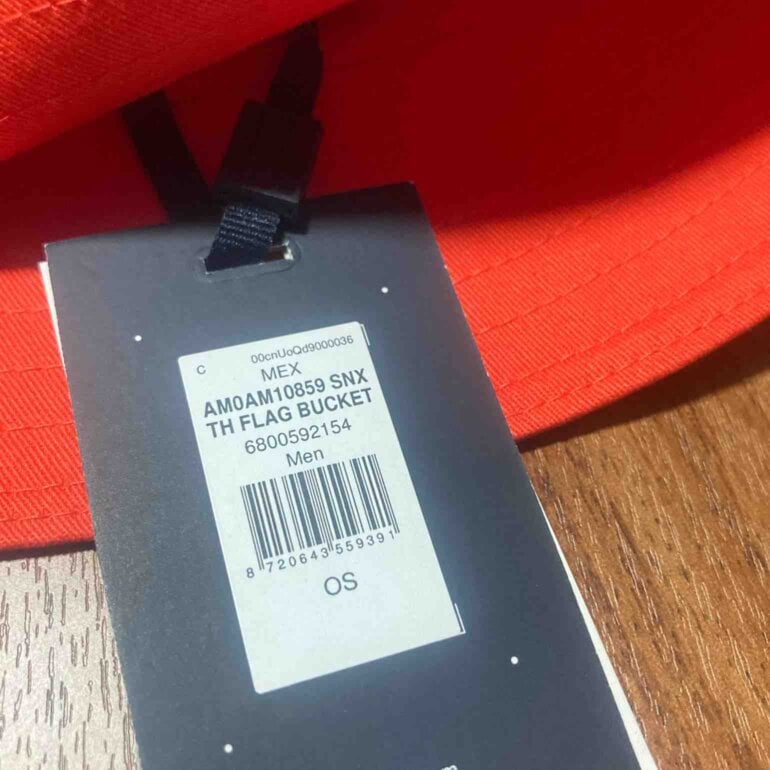 00cnUoQd9000036
C
MEX
AM0AM10859 SNX
TH FLAG BUCKET
6800592154
Men
8 720643 559391
OS